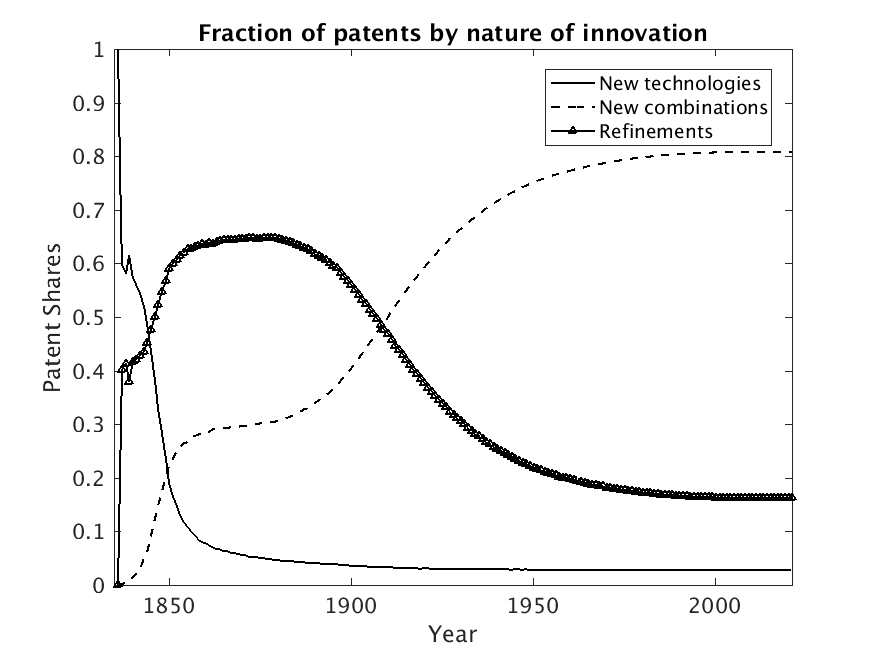 Fraction of patents by nature of innovation
1
0.9
0.8
0.7
0.6
0.5
0.4
0.3
0.2
0.1
0
Patent Shares
New technologies
New combinations
Refinements
1850
1900
1950
2000
Year